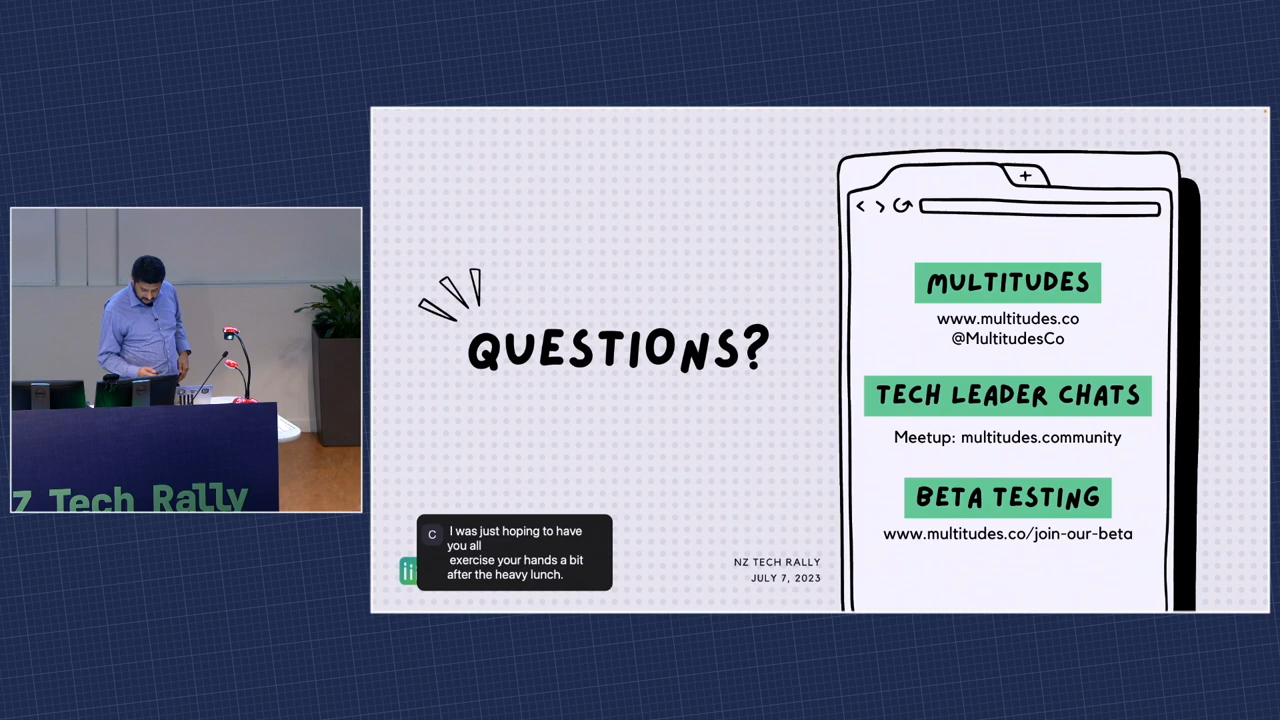 Z Tech Rally
QUESTIONS?
I was just hoping to have
you all
exercise your hands a bit
after the heavy lunch.
C
NZ TECH RALLY
JULY 7, 2023
+
MULTITUDES
www.multitudes.co
@MultitudesCo
TECH LEADER CHATS
Meetup: multitudes.community
BETA TESTING
www.multitudes.co/join-our-beta